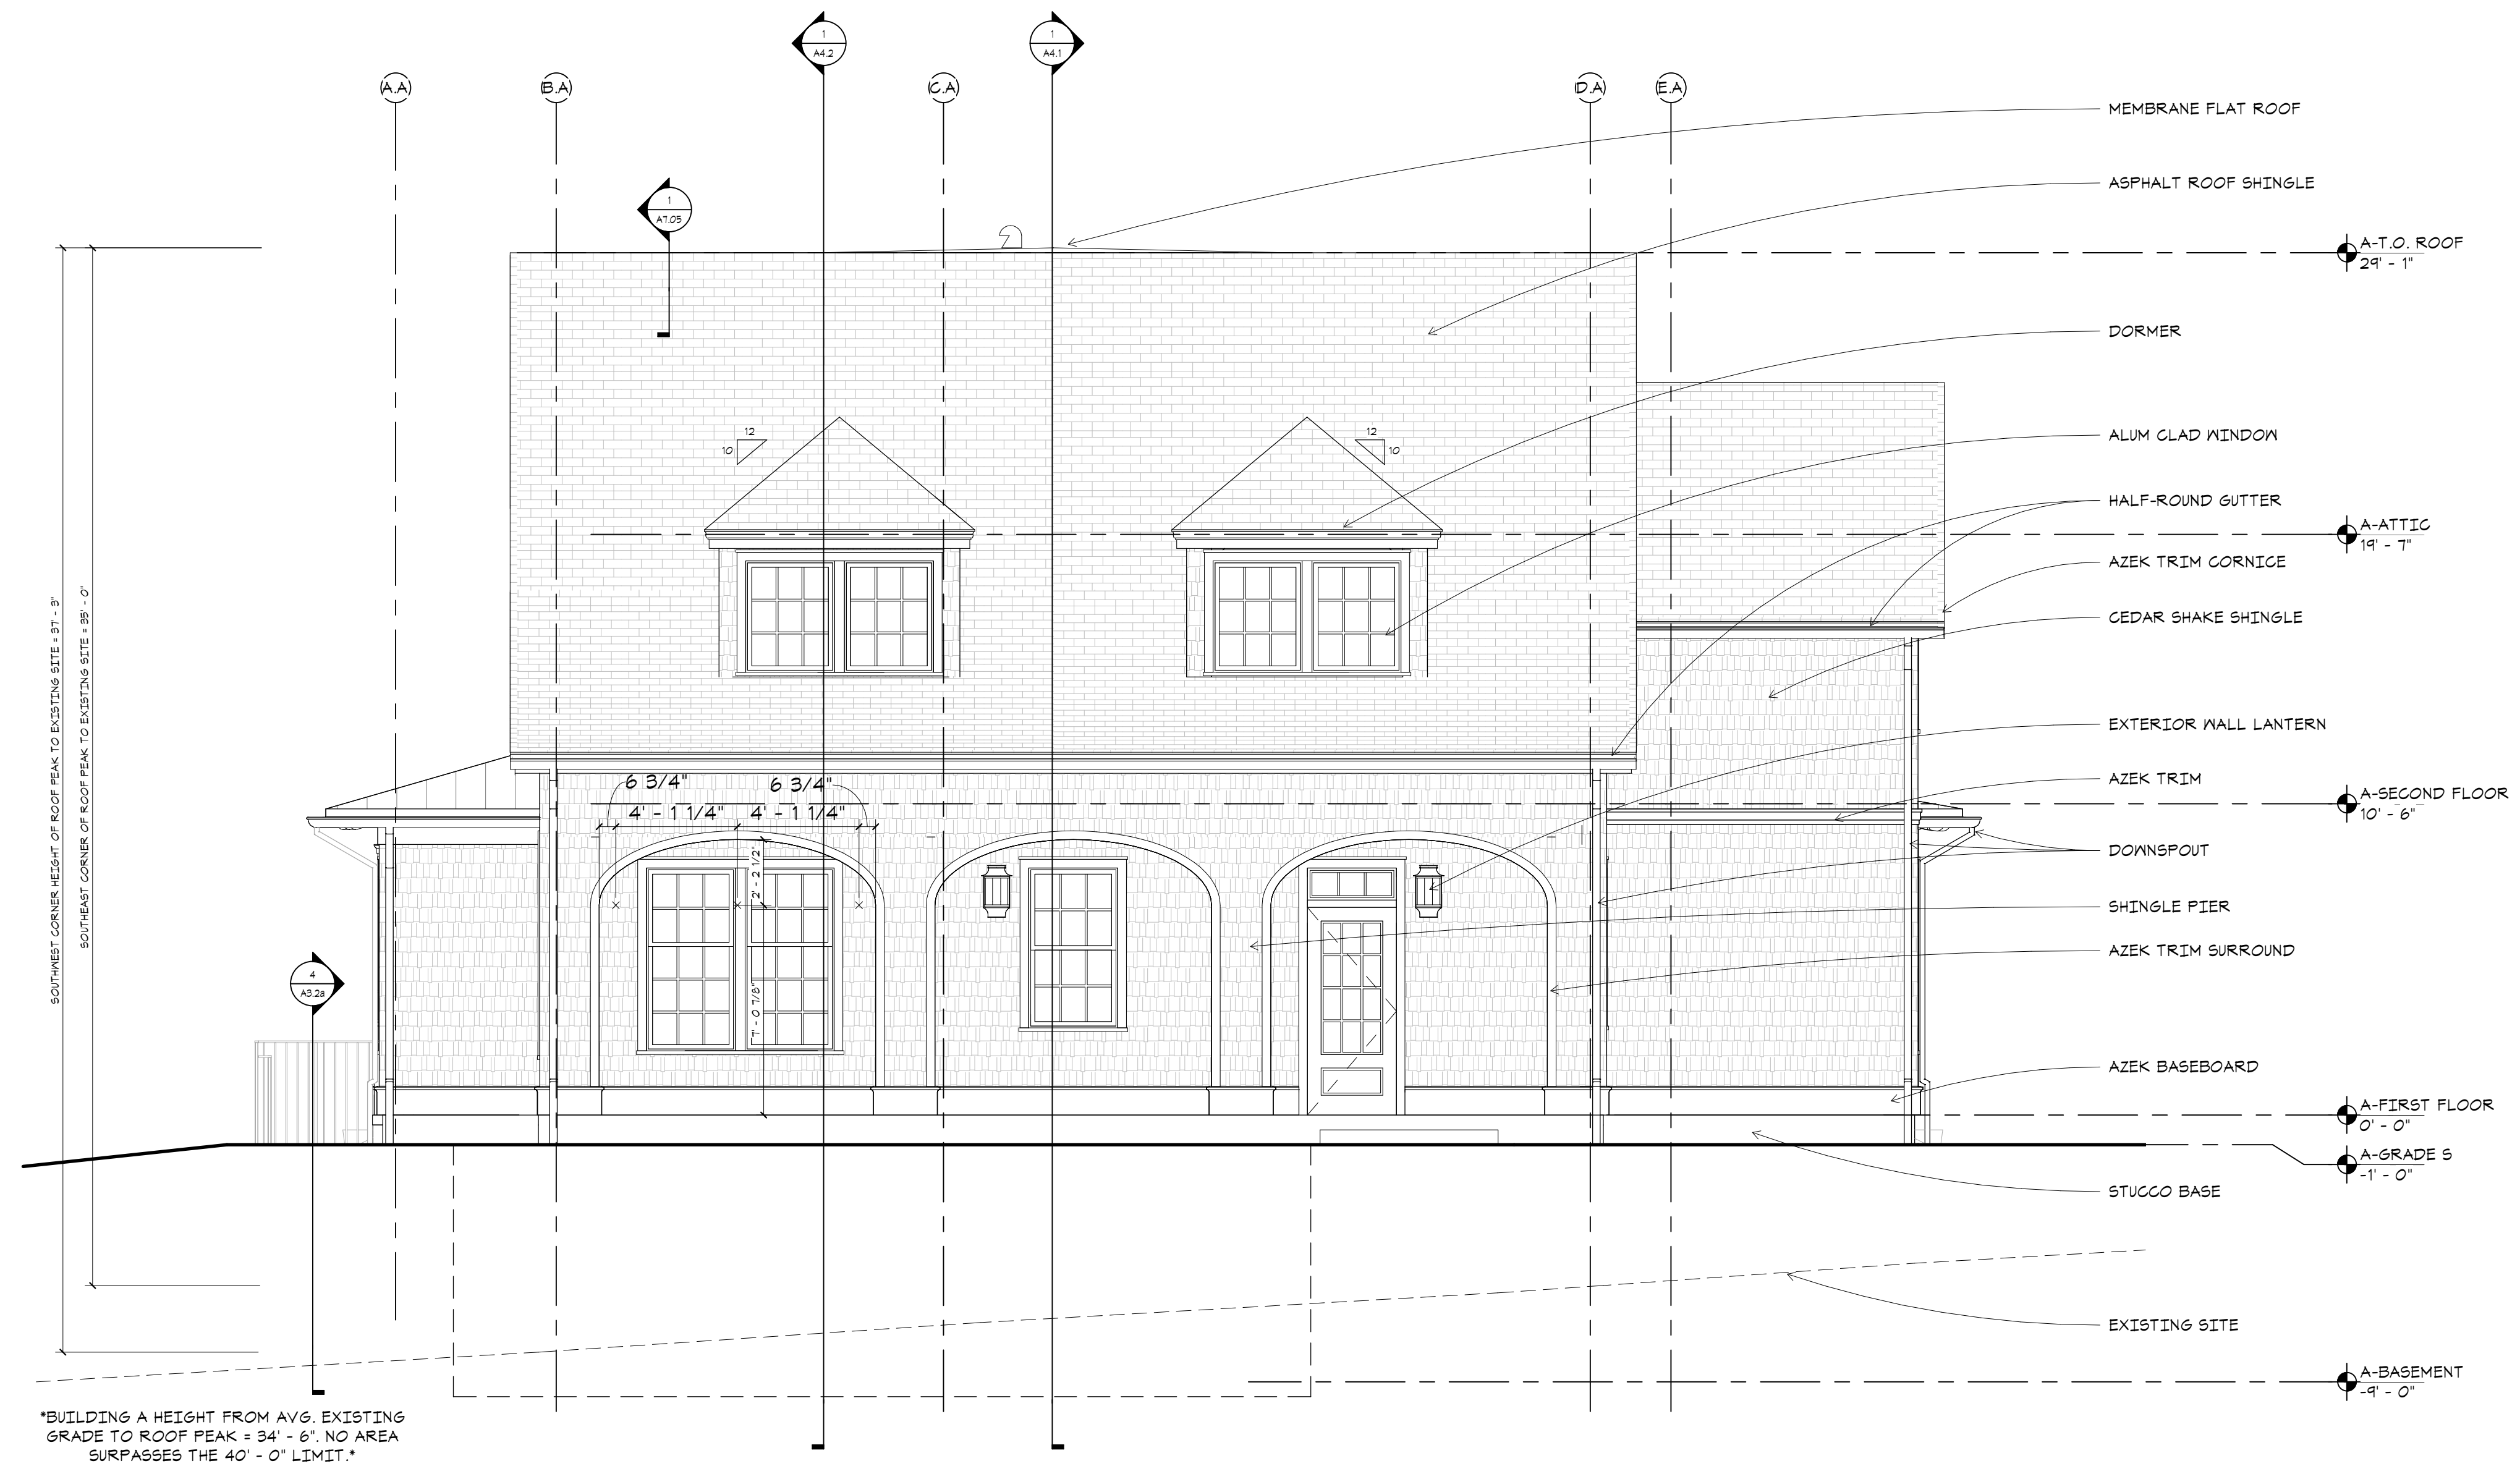 1
A4.2
1
A4.1
A.A
B.A
C.A
D.A
E.A
MEMBRANE FLAT ROOF
ASPHALT ROOF SHINGLE
1
A7.05
A-T.O. ROOF
29' - 1"
DORMER
12
10
12
10
ALUM CLAD WINDOW
HALF-ROUND GUTTER
A-ATTIC
19' - 7"
AZEK TRIM CORNICE
CEDAR SHAKE SHINGLE
SOUTHWEST CORNER HEIGHT OF ROOF PEAK TO EXISTING SITE = 37' - 3"
SOUTHEAST CORNER OF ROOF PEAK TO EXISTING SITE = 35' - 0"
EXTERIOR WALL LANTERN
6 3/4"
6 3/4"
AZEK TRIM
A-SECOND FLOOR
10' - 6"
4' - 1 1/4"
4' - 1 1/4"
2' - 2 1/2"
DOWNSPOUT
SHINGLE PIER
AZEK TRIM SURROUND
4
A3.2a
7' - 0 7/8"
AZEK BASEBOARD
A-FIRST FLOOR
0' - 0"
A-GRADE S
-1' - 0"
STUCCO BASE
EXISTING SITE
A-BASEMENT
-9' - 0"
*BUILDING A HEIGHT FROM AVG. EXISTING
GRADE TO ROOF PEAK = 34' - 6". NO AREA
SURPASSES THE 40' - 0" LIMIT.*